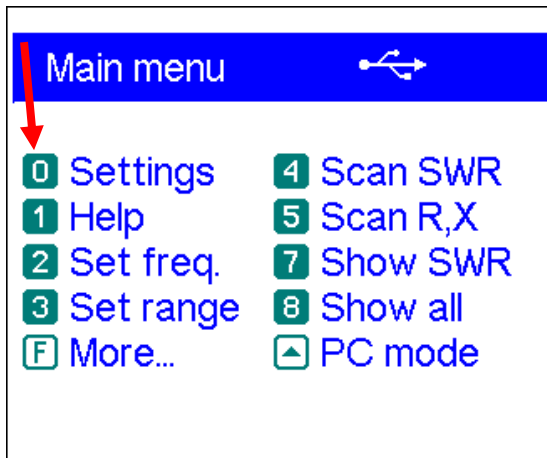 Main menu
0 Settings
1 Help
2 Set freq.
3 Set range
F More...
4 Scan SWR
5 Scan R,X
7 Show SWR
8 Show all
PC mode